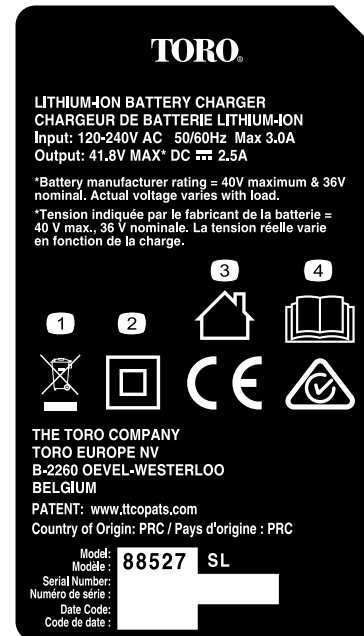 TORO®
LITHIUM-ION BATTERY CHARGER
CHARGEUR DE BATTERIE LITHIUM-ION
Input: 120-240V AC 50/60Hz Max 3.0A
Output: 41.8V MAX* DC ⎓ 2.5A
*Battery manufacturer rating = 40V maximum & 36V
nominal. Actual voltage varies with load.
*Tension indiquée par le fabricant de la batterie =
40 V max., 36 V nominale. La tension réelle varie
en fonction de la charge.
3 4
1 2
CE
THE TORO COMPANY
TORO EUROPE NV
B-2260 OEVEL-WESTERLOO
BELGIUM
PATENT: www.ttcopats.com
Country of Origin: PRC / Pays d'origine : PRC
Model:
Modèle : 88527 SL
Serial Number:
Numéro de série :
Date Code:
Code de date :